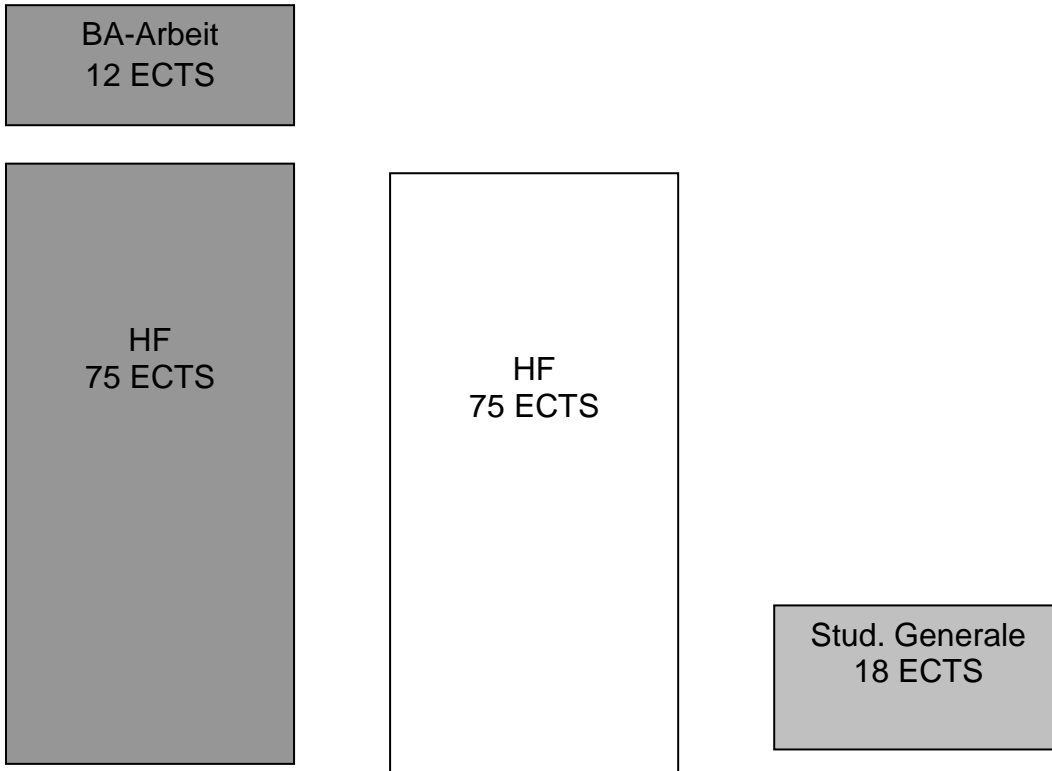 BA-Arbeit
12 ECTS
HF
75 ECTS
HF
75 ECTS
Stud. Generale
18 ECTS